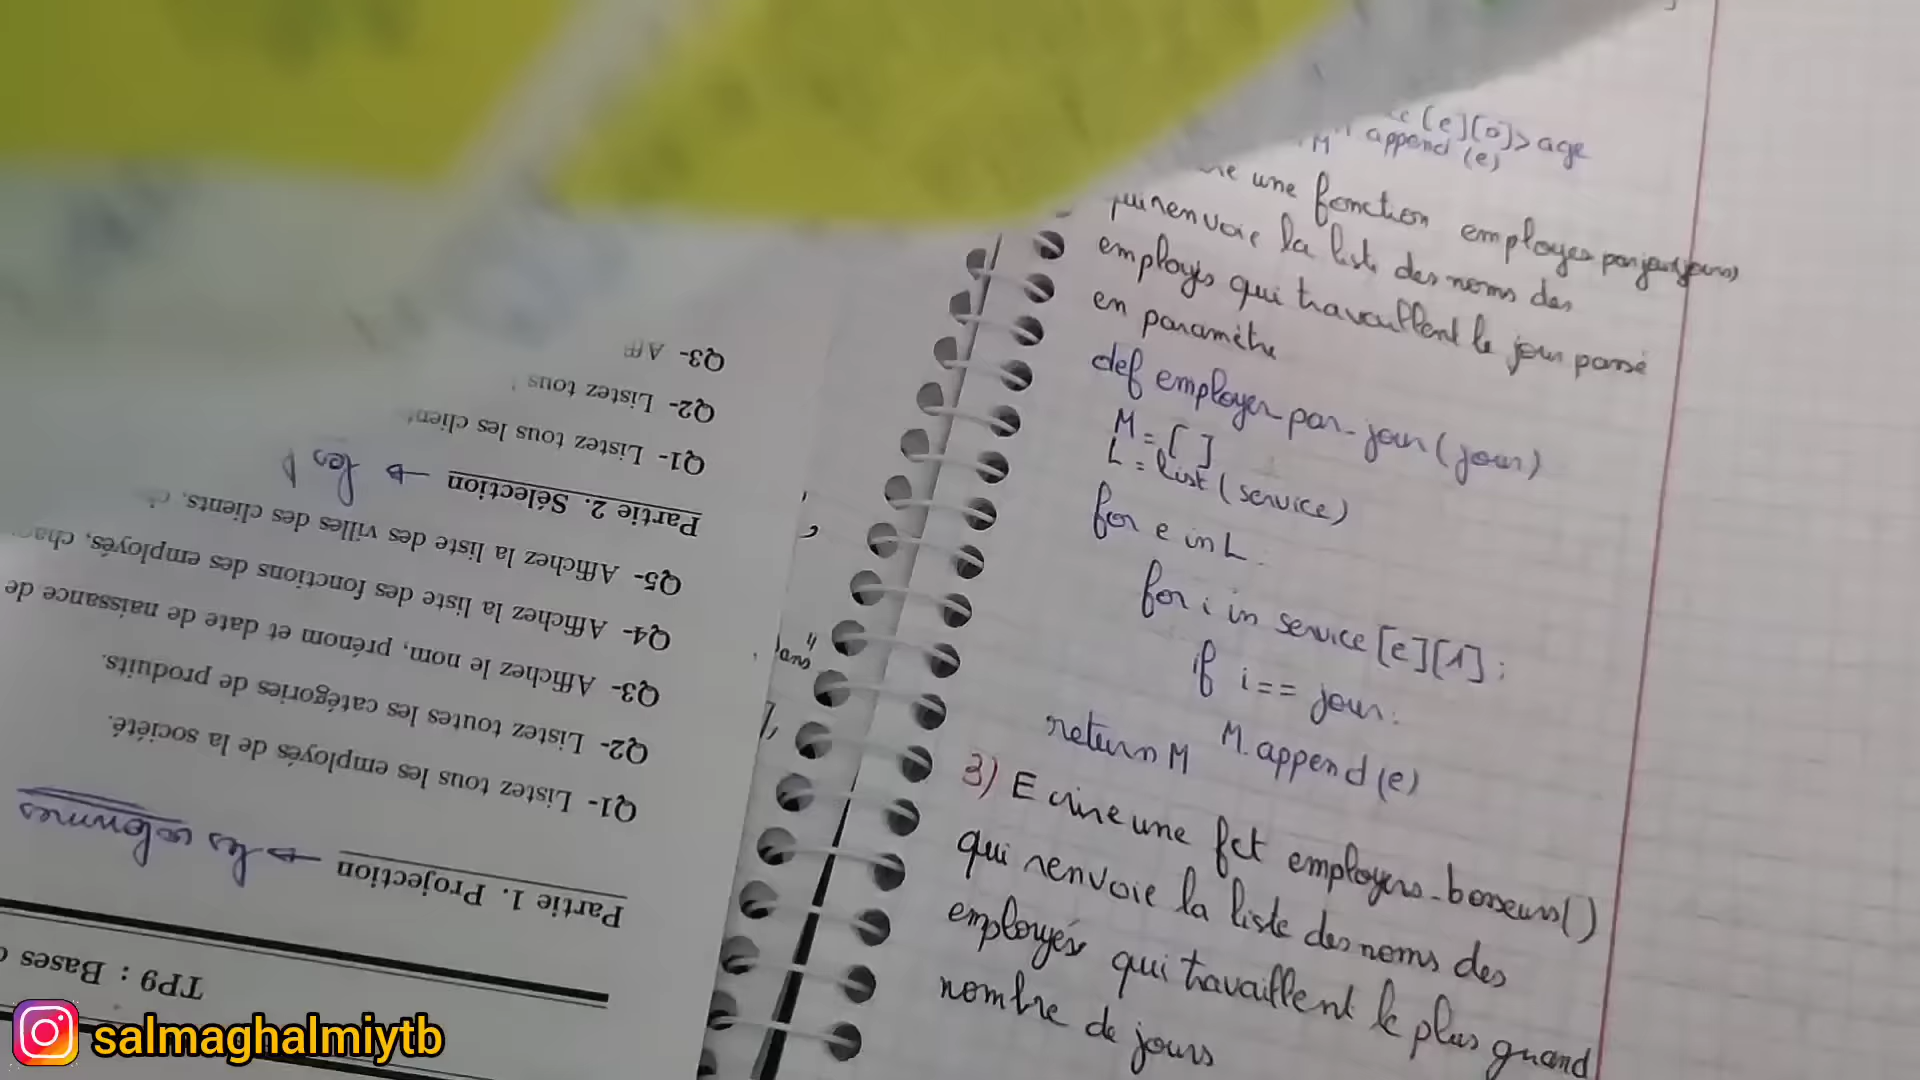 [e][0]> age
append (e)
une fonction employes
qui renvoie la liste des noms des
employés qui travaillent le jour passé
en paramètre
def employer-par-jour (jour)
M = [ ]
L = list (service)
for e in L :
for i in service [e][1] :
if i == jour :
M. append (e)
return M
3) Ecrire une fct employers-bosseurs()
qui renvoie la liste des noms des
employés qui travaillent le plus grand
nombre de jours
TP9 : Bases
Partie 1. Projection → les colonnes
Q1- Listez tous les employés de la société.
Q2- Listez toutes les catégories de produits.
Q3- Affichez le nom, prénom et date de naissance de
Q4- Affichez la liste des fonctions des employés,
Q5- Affichez la liste des villes des clients.
Partie 2. Sélection → les
Q1- Listez tous les
Q2- Listez tous
Q3-
salmaghalmiytb